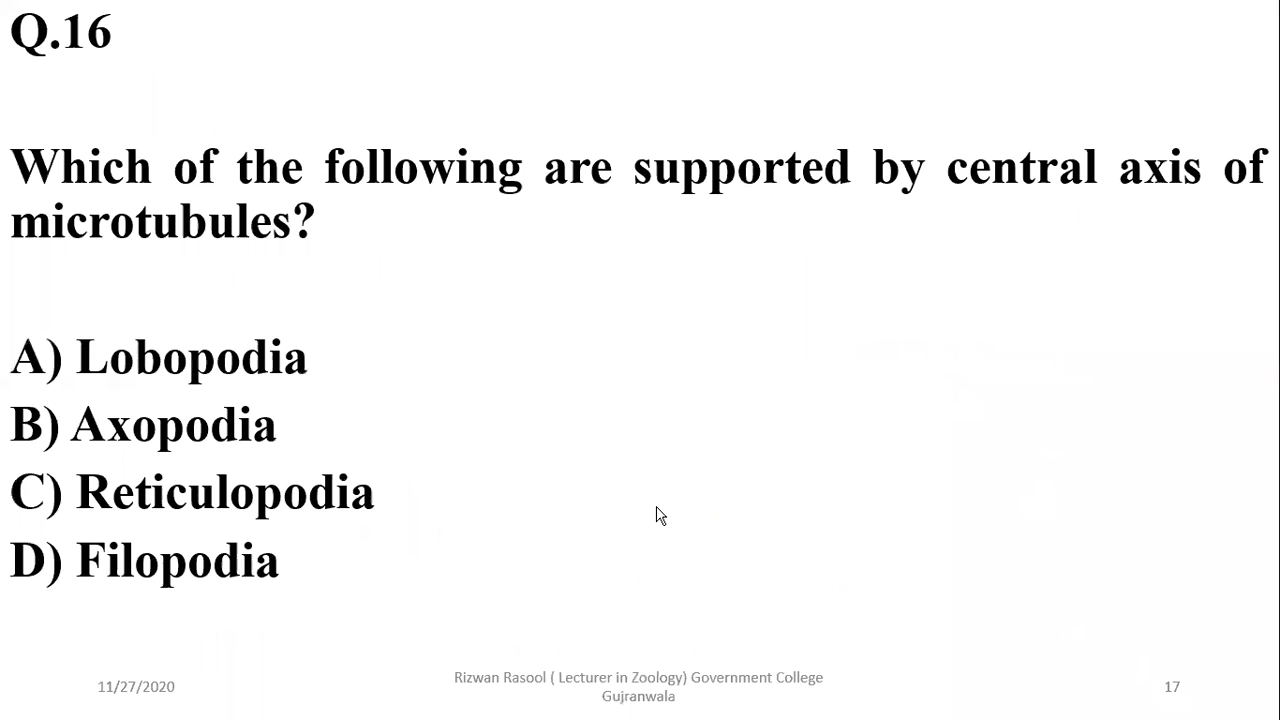 Q.16
Which of the following are supported by central axis of
microtubules?
A) Lobopodia
B) Axopodia
C) Reticulopodia
D) Filopodia
11/27/2020
Rizwan Rasool ( Lecturer in Zoology) Government College
Gujranwala
17